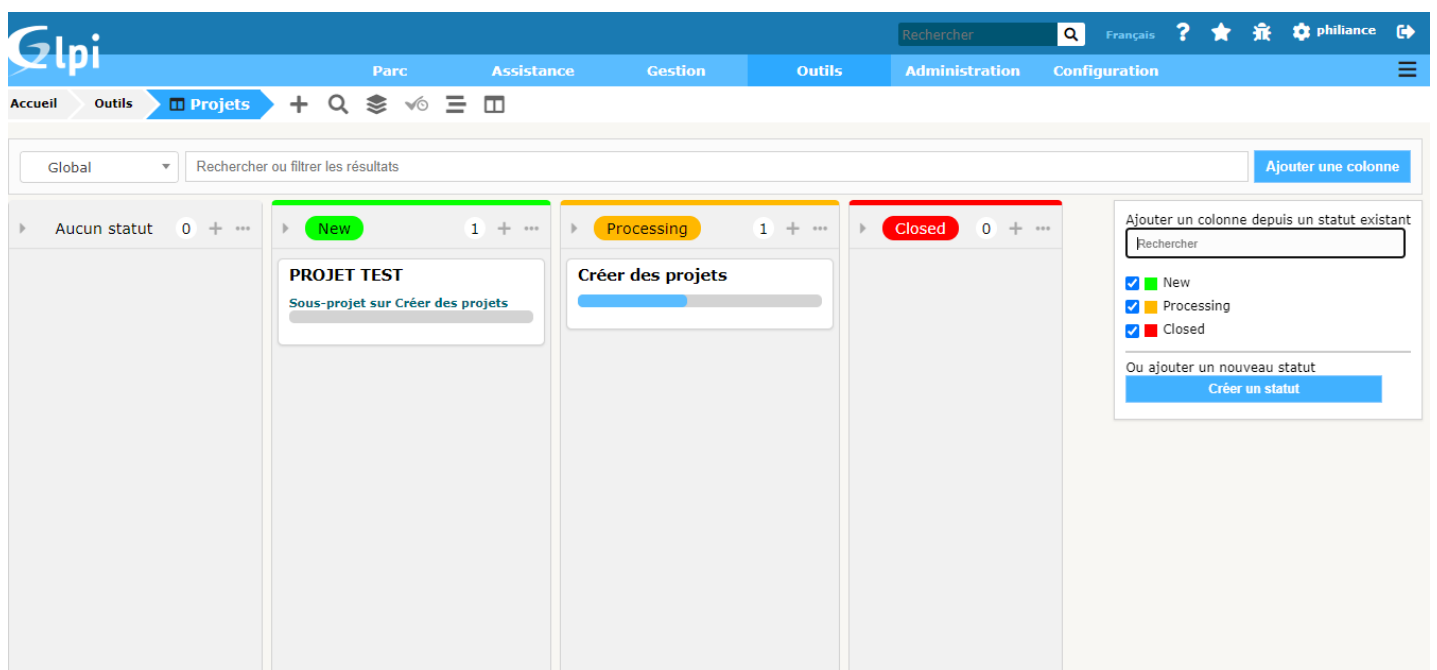 Glpi
Rechercher
Français ? philiance
Parc Assistance Gestion Outils Administration Configuration
Accueil Outils Projets
Global Rechercher ou filtrer les résultats Ajouter une colonne
Aucun statut 0
New 1
PROJET TEST
Sous-projet sur Créer des projets
Processing 1
Créer des projets
Closed 0
Ajouter un colonne depuis un statut existant
Rechercher
New
Processing
Closed
Ou ajouter un nouveau statut
Créer un statut